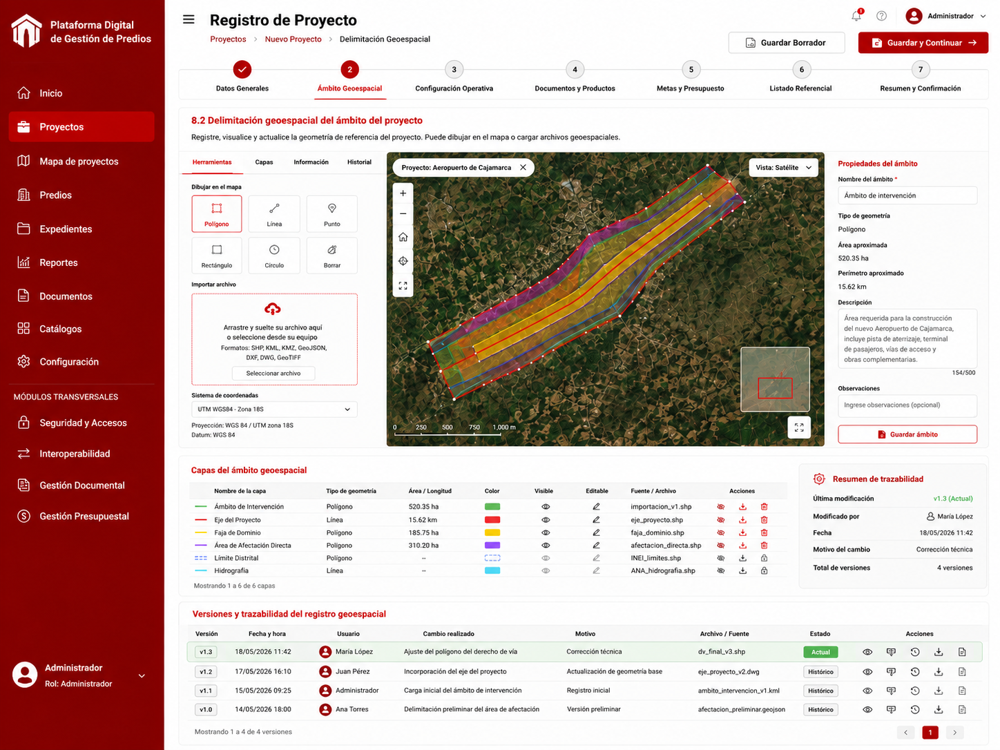 Plataforma Digital
de Gestión de Predios
Inicio
Proyectos
Mapa de proyectos
Predios
Expedientes
Reportes
Documentos
Catálogos
Configuración
MÓDULOS TRANSVERSALES
Seguridad y Accesos
Interoperabilidad
Gestión Documental
Gestión Presupuestal
Administrador
Rol: Administrador
Registro de Proyecto
Proyectos > Nuevo Proyecto > Delimitación Geoespacial
1
Administrador
Guardar Borrador
Guardar y Continuar
2 3 4 5 6 7
Datos Generales Ámbito Geoespacial Configuración Operativa Documentos y Productos Metas y Presupuesto Listado Referencial Resumen y Confirmación
8.2 Delimitación geoespacial del ámbito del proyecto
Registre, visualice y actualice la geometría de referencia del proyecto. Puede dibujar en el mapa o cargar archivos geoespaciales.
Herramientas Capas Información Historial
Dibujar en el mapa
Polígono Línea Punto
Rectángulo Círculo Borrar
Importar archivo
Arrastre y suelte su archivo aquí
o seleccione desde su equipo
Formatos: SHP, KML, KMZ, GeoJSON,
DXF, DWG, GeoTIFF
Seleccionar archivo
Sistema de coordenadas
UTM WGS84 - Zona 18S
Proyección: WGS 84 / UTM zona 18S
Datum: WGS 84
Proyecto: Aeropuerto de Cajamarca
Vista: Satélite
0 250 500 750 1,000 m
Propiedades del ámbito
Nombre del ámbito *
Ámbito de intervención
Tipo de geometría
Polígono
Área aproximada
520.35 ha
Perímetro aproximado
15.62 km
Descripción
Área requerida para la construcción
del nuevo Aeropuerto de Cajamarca,
incluye pista de aterrizaje, terminal
de pasajeros, vías de acceso y
obras complementarias.
154/500
Observaciones
Ingrese observaciones (opcional)
Guardar ámbito
Capas del ámbito geoespacial
Nombre de la capa Tipo de geometría Área / Longitud Color Visible Editable Fuente / Archivo Acciones
Ámbito de Intervención Polígono 520.35 ha importacion_v1.shp
Eje del Proyecto Línea 15.62 km eje_proyecto.shp
Faja de Dominio Polígono 185.75 ha faja_dominio.shp
Área de Afectación Directa Polígono 310.20 ha afectacion_directa.shp
Límite Distrital Polígono -- INEI_limites.shp
Hidrografía Línea -- ANA_hidrografia.shp
Mostrando 1 a 6 de 6 capas
Resumen de trazabilidad
Última modificación v1.3 (Actual)
Modificado por María López
Fecha 18/05/2026 11:42
Motivo del cambio Corrección técnica
Total de versiones 4 versiones
Versiones y trazabilidad del registro geoespacial
Versión Fecha y hora Usuario Cambio realizado Motivo Archivo / Fuente Estado Acciones
v1.3 18/05/2026 11:42 María López Ajuste del polígono del derecho de vía Corrección técnica dv_final_v3.shp Actual
v1.2 17/05/2026 16:10 Juan Pérez Incorporación del eje del proyecto Actualización de geometría base eje_proyecto_v2.dwg Histórico
v1.1 15/05/2026 09:25 Administrador Carga inicial del ámbito de intervención Registro inicial ambito_intervencion_v1.kml Histórico
v1.0 14/05/2026 18:00 Ana Torres Delimitación preliminar del área de afectación Versión preliminar afectacion_preliminar.geojson Histórico
Mostrando 1 a 4 de 4 versiones
1